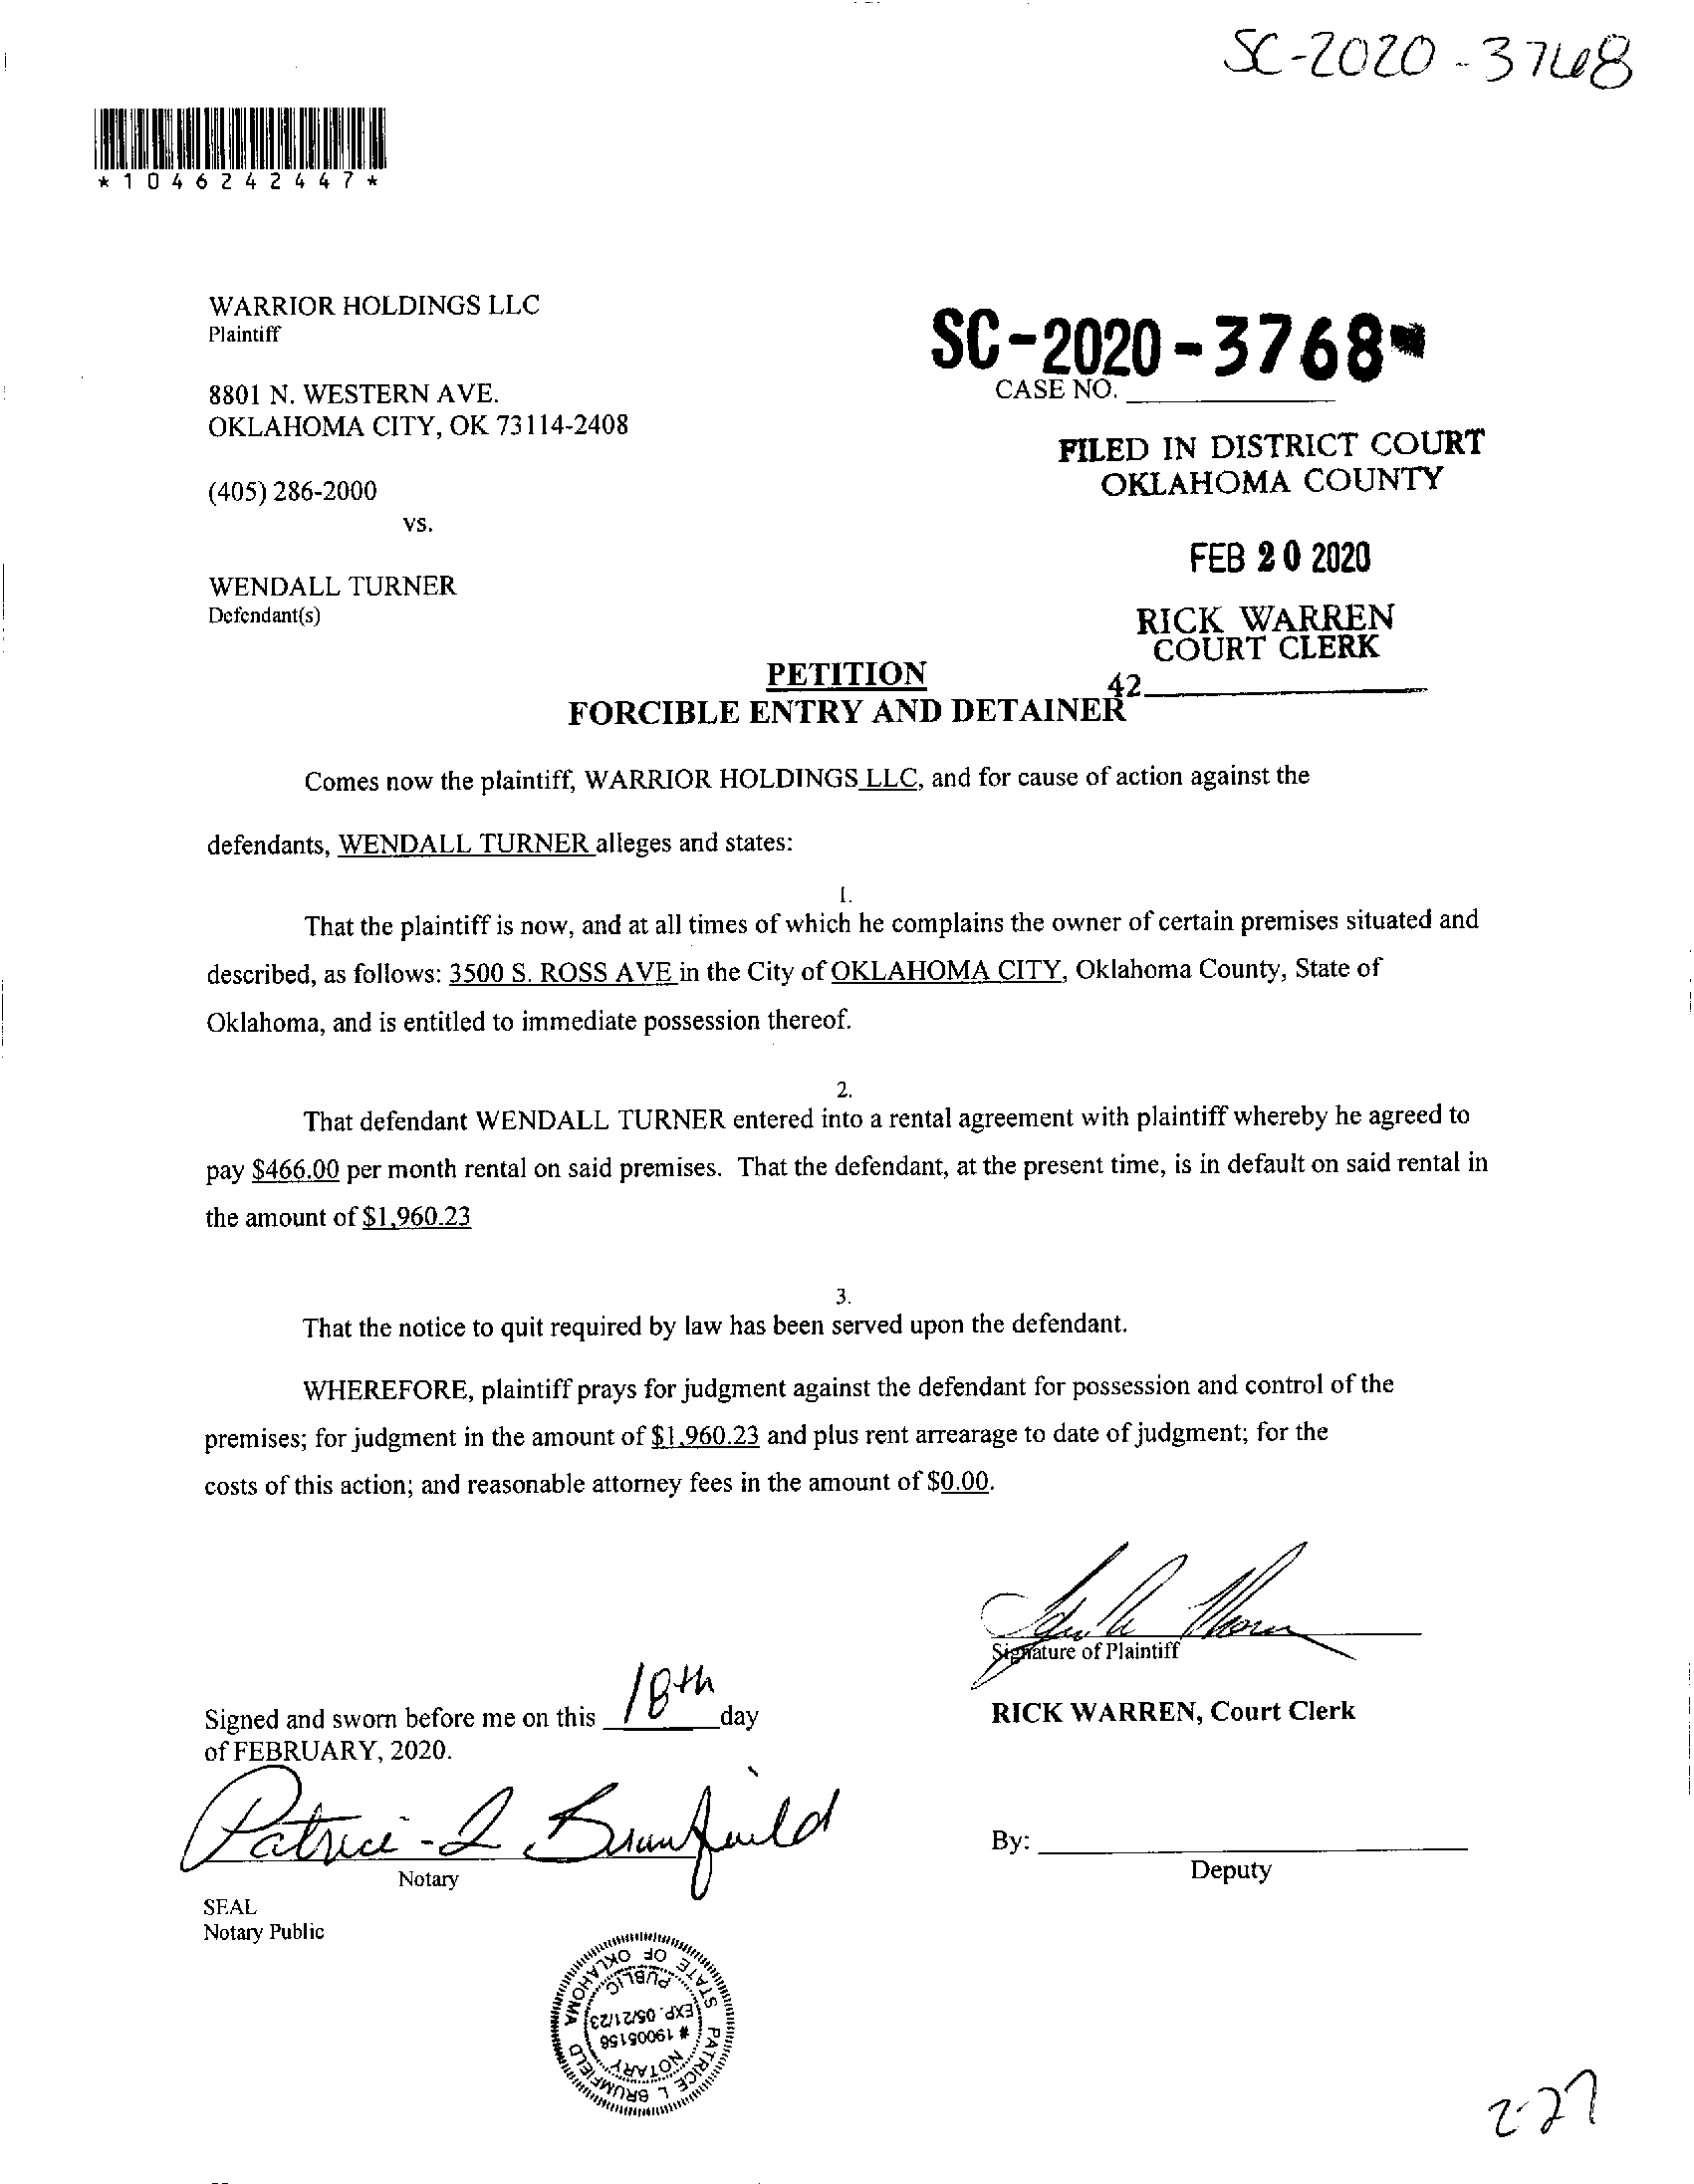 SC-2020-3768
*1046242447*
WARRIOR HOLDINGS LLC
Plaintiff
SC-2020-3768
8801 N. WESTERN AVE.
CASE NO.
OKLAHOMA CITY, OK 73114-2408
FILED IN DISTRICT COURT
OKLAHOMA COUNTY
(405) 286-2000
vs.
FEB 20 2020
WENDALL TURNER
Defendant(s)
RICK WARREN
COURT CLERK
PETITION
42
FORCIBLE ENTRY AND DETAINER
Comes now the plaintiff, WARRIOR HOLDINGS LLC, and for cause of action against the
defendants, WENDALL TURNER alleges and states:
1.
That the plaintiff is now, and at all times of which he complains the owner of certain premises situated and
described, as follows: 3500 S. ROSS AVE in the City of OKLAHOMA CITY, Oklahoma County, State of
Oklahoma, and is entitled to immediate possession thereof.
2.
That defendant WENDALL TURNER entered into a rental agreement with plaintiff whereby he agreed to
pay $466.00 per month rental on said premises. That the defendant, at the present time, is in default on said rental in
the amount of $1,960.23
3.
That the notice to quit required by law has been served upon the defendant.
WHEREFORE, plaintiff prays for judgment against the defendant for possession and control of the
premises; for judgment in the amount of $1,960.23 and plus rent arrearage to date of judgment; for the
costs of this action; and reasonable attorney fees in the amount of $0.00.
Signature of Plaintiff
Signed and sworn before me on this 18th day
RICK WARREN, Court Clerk
of FEBRUARY, 2020.
Patrice L Brumfield
By:
Notary
Deputy
SEAL
Notary Public
PATRICE L BRUMFIELD
STATE OF OKLAHOMA
NOTARY
# 19005156
EXP. 05/21/23
PUBLIC
2-27